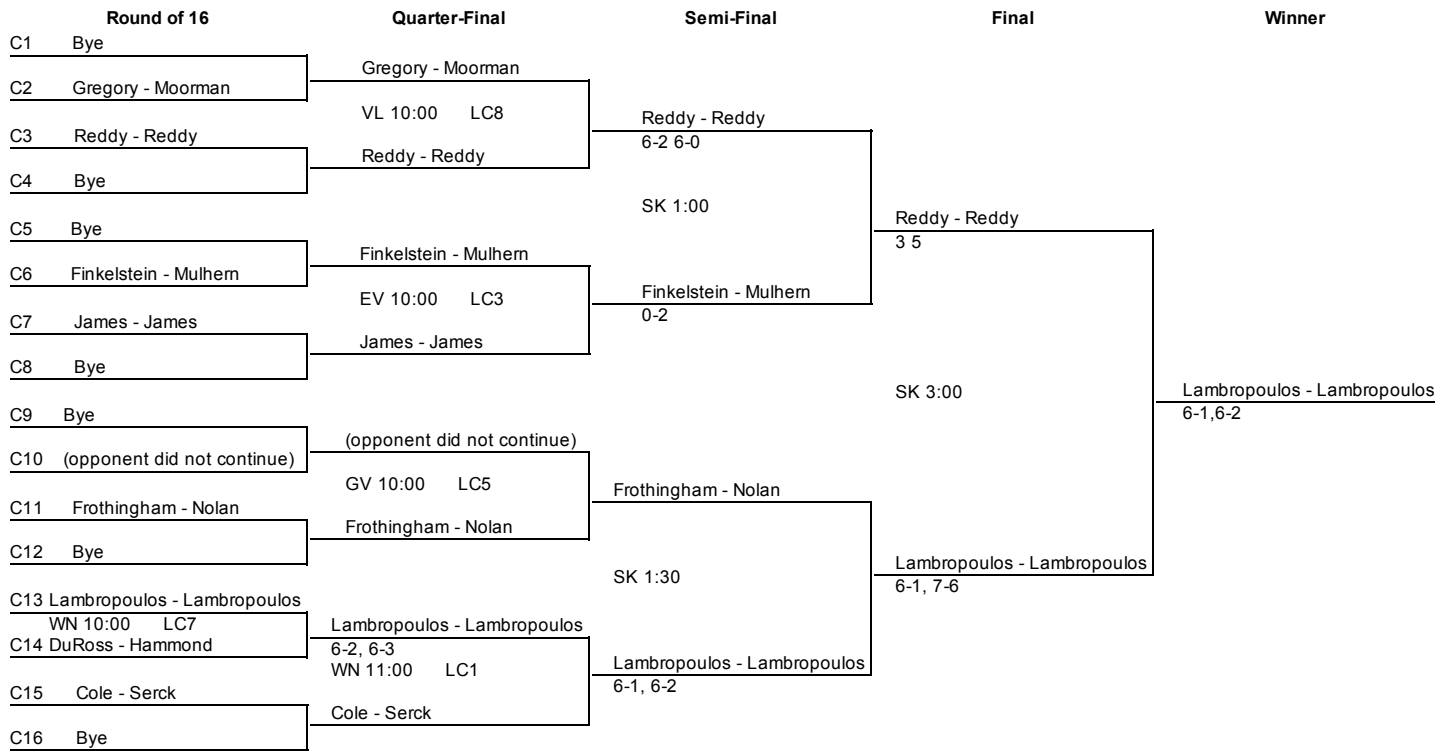 Round of 16 Quarter-Final Semi-Final Final Winner
C1 Bye
Gregory - Moorman
C2 Gregory - Moorman
VL 10:00 LC8
Reddy - Reddy
6-2 6-0
C3 Reddy - Reddy
Reddy - Reddy
C4 Bye
SK 1:00
C5 Bye
Reddy - Reddy
3 5
Finkelstein - Mulhern
C6 Finkelstein - Mulhern
EV 10:00 LC3
Finkelstein - Mulhern
0-2
C7 James - James
James - James
C8 Bye
SK 3:00
Lambropoulos - Lambropoulos
6-1,6-2
C9 Bye
(opponent did not continue)
C10 (opponent did not continue)
GV 10:00 LC5
Frothingham - Nolan
C11 Frothingham - Nolan
Frothingham - Nolan
C12 Bye
SK 1:30
Lambropoulos - Lambropoulos
6-1, 7-6
C13 Lambropoulos - Lambropoulos
WN 10:00 LC7
C14 DuRoss - Hammond
Lambropoulos - Lambropoulos
6-2, 6-3
WN 11:00 LC1
Lambropoulos - Lambropoulos
6-1, 6-2
C15 Cole - Serck
Cole - Serck
C16 Bye